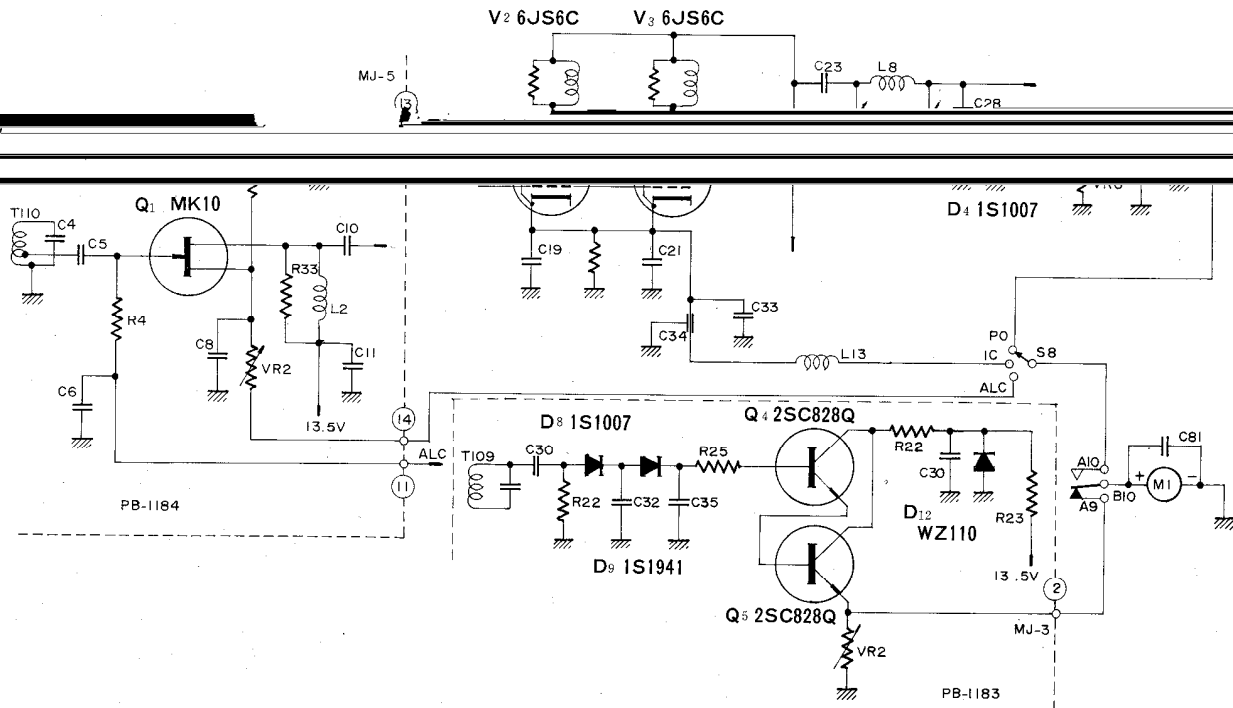 V2 6JS6C
V3 6JS6C
MJ-5
13
C23
L8
C28
T110
C4
C5
Q1 MK10
C10
R33
L2
R4
C8
VR2
C11
C6
13.5V
14
ALC
11
PB-1184
C19
C21
C34
C33
D4 1S1007
L13
PO
IC
S8
ALC
D8 1S1007
T109
C30
R22
C32
R25
C35
D9 1S1941
Q4 2SC828Q
R22
C30
D12
WZ110
R23
13.5V
Q5 2SC828Q
VR2
2
MJ-3
PB-1183
A10
B10
A9
C81
+
M1
-